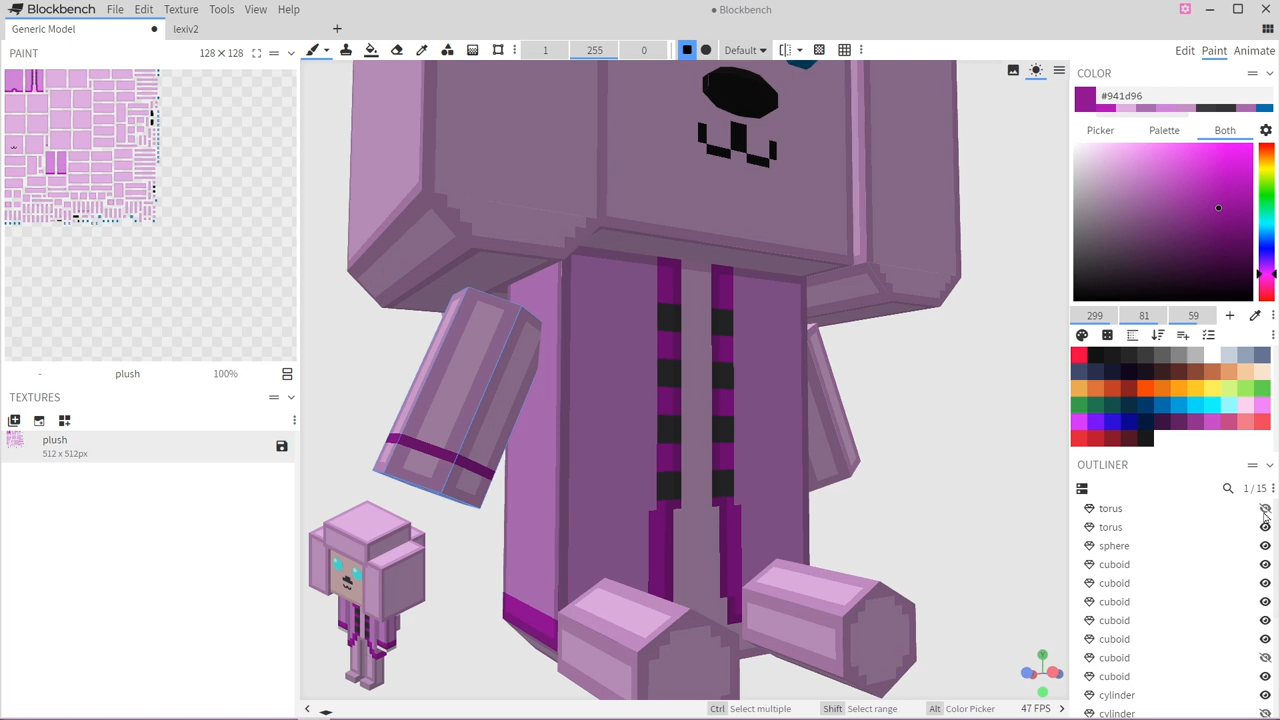 Blockbench File Edit Texture Tools View Help
● Blockbench
Generic Model ● lexiv2 +
PAINT 128 × 128
1 255 0 Default
Edit Paint Animate
COLOR
#941d96
Picker Palette Both
299 81 59
- plush 100%
TEXTURES
plush
512 x 512px
OUTLINER
1 / 15
torus
torus
sphere
cuboid
cuboid
cuboid
cuboid
cuboid
cuboid
cuboid
cylinder
cylinder
Y
Ctrl Select multiple Shift Select range Alt Color Picker 47 FPS